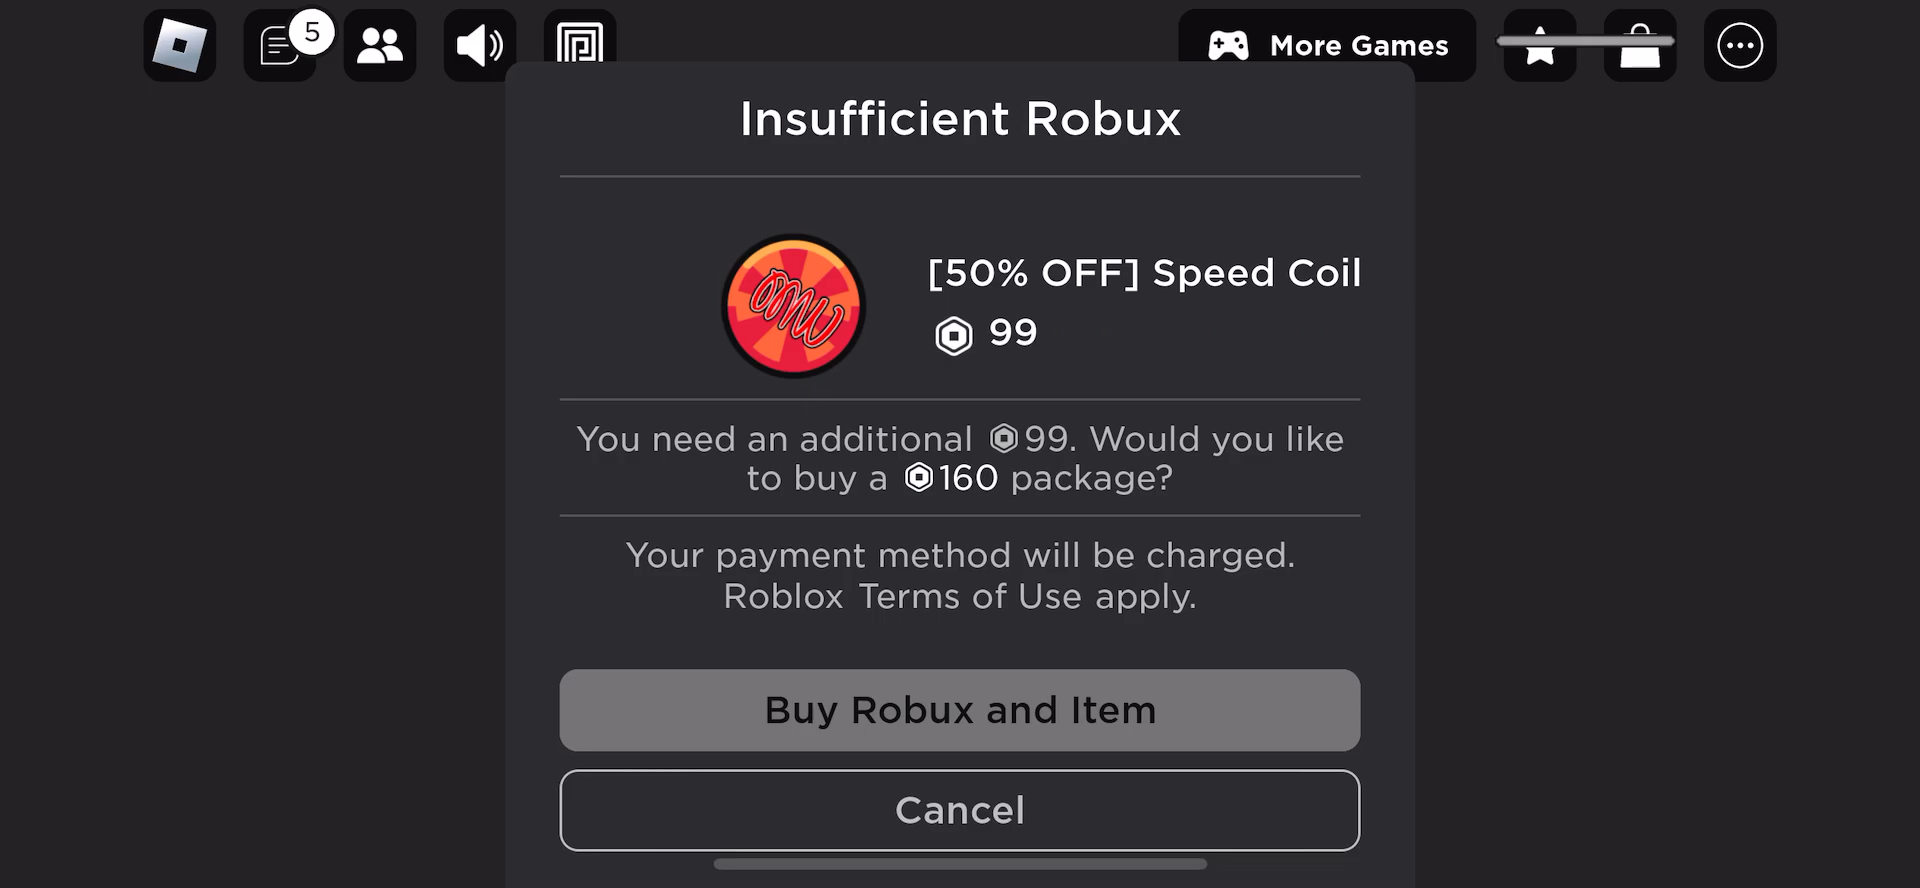 5
More Games
Insufficient Robux
[50% OFF] Speed Coil
99
You need an additional 99. Would you like
to buy a 160 package?
Your payment method will be charged.
Roblox Terms of Use apply.
Buy Robux and Item
Cancel